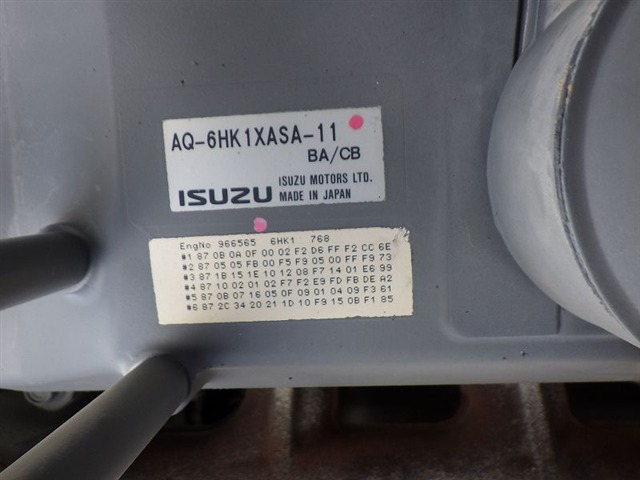 AQ-6HK1XASA-11
BA/CB
ISUZU ISUZU MOTORS LTD.
MADE IN JAPAN
EngNo 966565 6HK1 768
#1 87 0B 0A 0F 00 02 F2 D6 FF F2 CC 6E
#2 87 05 05 FB 00 F5 F9 05 00 FF F9 73
#3 87 1B 15 1E 10 12 08 F7 14 01 E6 99
#4 87 10 02 01 02 F7 F2 E9 FD FB DE A2
#5 87 0B 07 16 05 0F 09 01 04 09 F3 61
#6 87 2C 34 20 21 1D 10 F9 15 0B F1 85